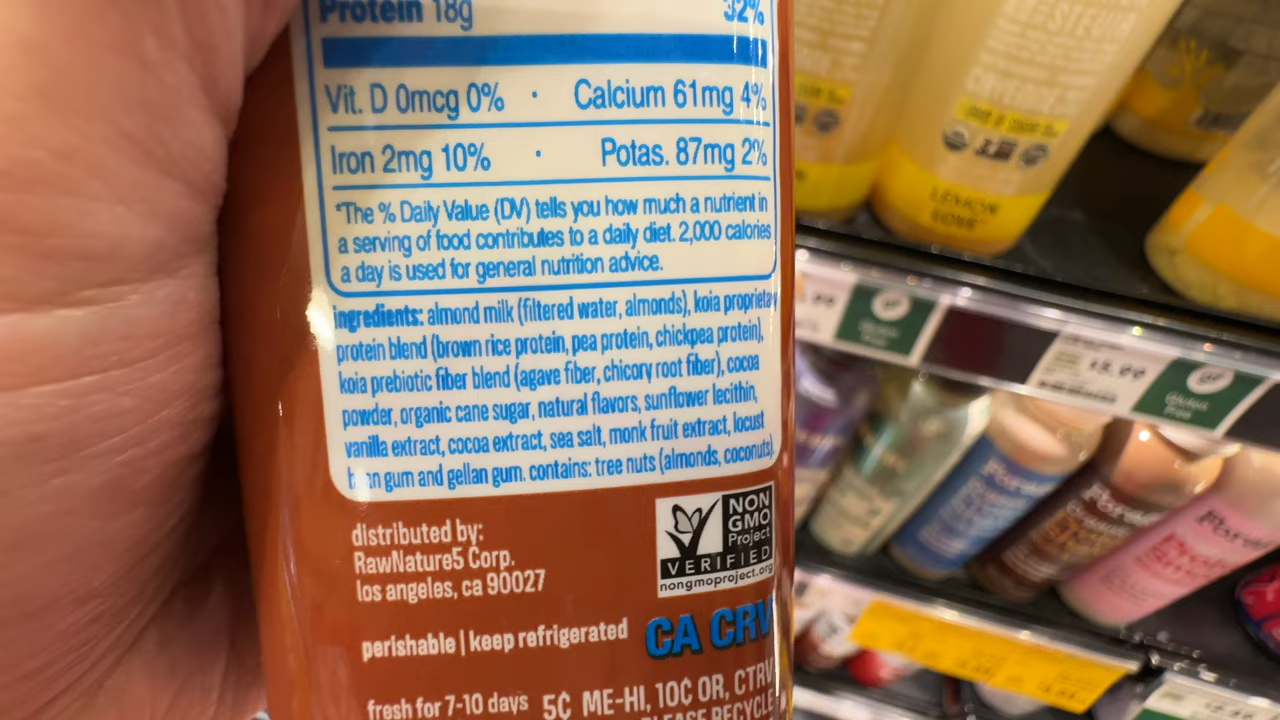 Protein 18g 32%
Vit. D 0mcg 0% · Calcium 61mg 4%
Iron 2mg 10% · Potas. 87mg 2%
*The % Daily Value (DV) tells you how much a nutrient in
a serving of food contributes to a daily diet. 2,000 calories
a day is used for general nutrition advice.
ingredients: almond milk (filtered water, almonds), koia proprietary
protein blend (brown rice protein, pea protein, chickpea protein),
koia prebiotic fiber blend (agave fiber, chicory root fiber), cocoa
powder, organic cane sugar, natural flavors, sunflower lecithin,
vanilla extract, cocoa extract, sea salt, monk fruit extract, locust
bean gum and gellan gum. contains: tree nuts (almonds, coconuts).
distributed by:
RawNature5 Corp.
los angeles, ca 90027
NON
GMO
Project
VERIFIED
nongmoproject.org
perishable | keep refrigerated
CA CRV
fresh for 7-10 days
5¢ ME-HI, 10¢ OR, CTRV
PLEASE RECYCLE
LEMON
LOVE
Gluten
Free